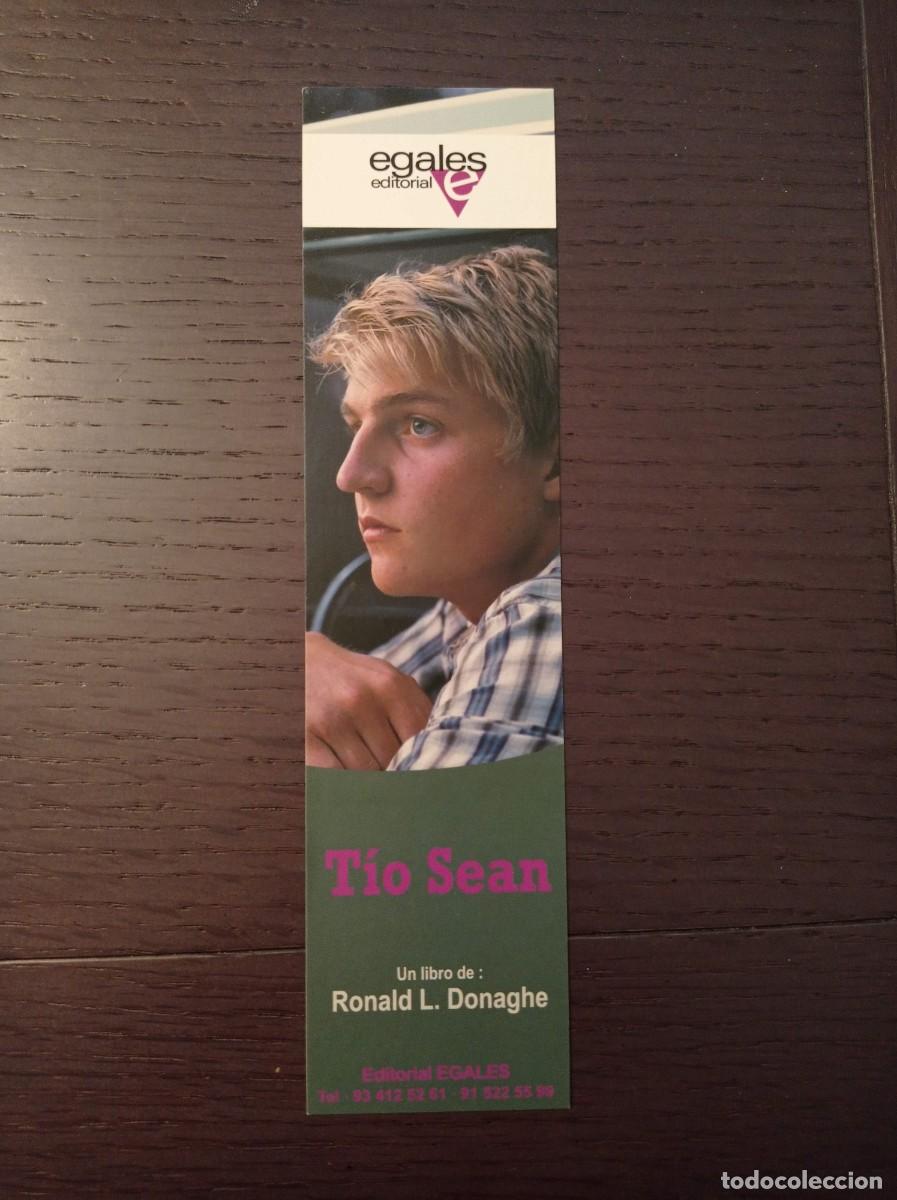 egales
editorial e
Tío Sean
Un libro de :
Ronald L. Donaghe
Editorial EGALES
Tel · 93 412 52 61 · 91 522 55 99
todocoleccion